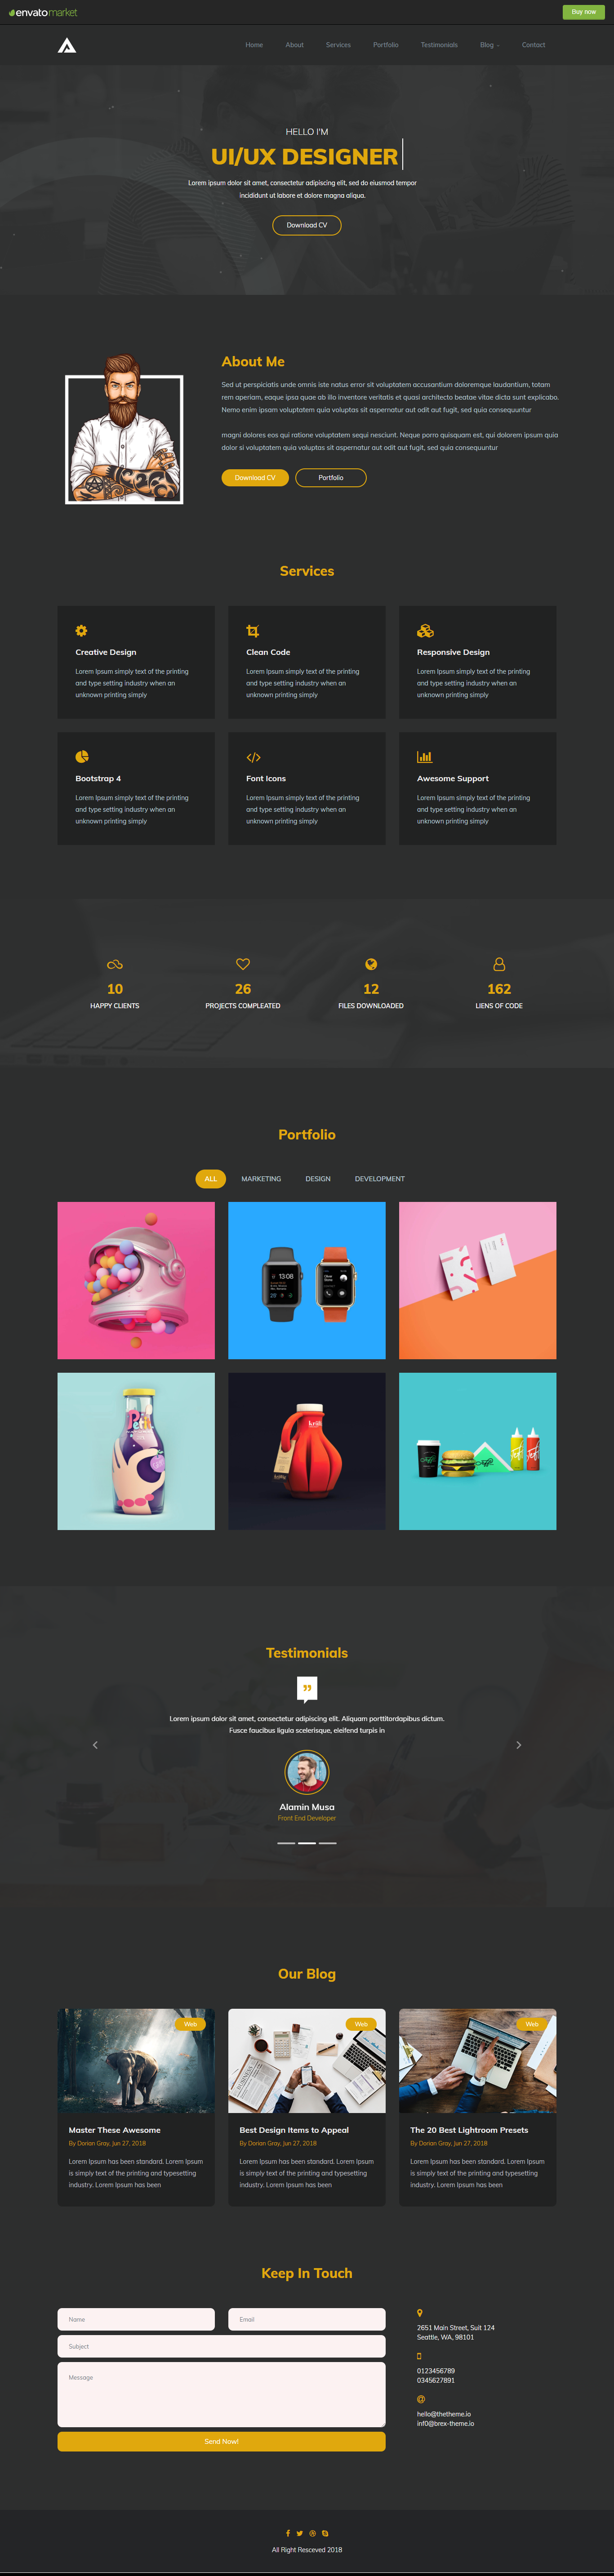 envato market
Buy now
Home About Services Portfolio Testimonials Blog Contact
HELLO I'M
UI/UX DESIGNER
Lorem ipsum dolor sit amet, consectetur adipiscing elit, sed do eiusmod tempor
incididunt ut labore et dolore magna aliqua.
Download CV
About Me
Sed ut perspiciatis unde omnis iste natus error sit voluptatem accusantium doloremque laudantium, totam
rem aperiam, eaque ipsa quae ab illo inventore veritatis et quasi architecto beatae vitae dicta sunt explicabo.
Nemo enim ipsam voluptatem quia voluptas sit aspernatur aut odit aut fugit, sed quia consequuntur
magni dolores eos qui ratione voluptatem sequi nesciunt. Neque porro quisquam est, qui dolorem ipsum quia
dolor si voluptatem quia voluptas sit aspernatur aut odit aut fugit, sed quia consequuntur
Download CV
Portfolio
Services
Creative Design
Lorem Ipsum simply text of the printing
and type setting industry when an
unknown printing simply
Clean Code
Lorem Ipsum simply text of the printing
and type setting industry when an
unknown printing simply
Responsive Design
Lorem Ipsum simply text of the printing
and type setting industry when an
unknown printing simply
Bootstrap 4
Lorem Ipsum simply text of the printing
and type setting industry when an
unknown printing simply
Font Icons
Lorem Ipsum simply text of the printing
and type setting industry when an
unknown printing simply
Awesome Support
Lorem Ipsum simply text of the printing
and type setting industry when an
unknown printing simply
10
HAPPY CLIENTS
26
PROJECTS COMPLEATED
12
FILES DOWNLOADED
162
LIENS OF CODE
Portfolio
ALL MARKETING DESIGN DEVELOPMENT
13:08
Testimonials
Lorem ipsum dolor sit amet, consectetur adipiscing elit. Aliquam porttitordapibus dictum.
Fusce faucibus ligula scelerisque, eleifend turpis in
Alamin Musa
Front End Developer
Our Blog
Web
Master These Awesome
By Dorian Gray, Jun 27, 2018
Lorem Ipsum has been standard. Lorem Ipsum
is simply text of the printing and typesetting
industry. Lorem Ipsum has been
Web
Best Design Items to Appeal
By Dorian Gray, Jun 27, 2018
Lorem Ipsum has been standard. Lorem Ipsum
is simply text of the printing and typesetting
industry. Lorem Ipsum has been
Web
The 20 Best Lightroom Presets
By Dorian Gray, Jun 27, 2018
Lorem Ipsum has been standard. Lorem Ipsum
is simply text of the printing and typesetting
industry. Lorem Ipsum has been
Keep In Touch
Name
Email
Subject
Message
Send Now!
2651 Main Street, Suit 124
Seattle, WA, 98101
0123456789
0345627891
hello@thetheme.io
inf0@brex-theme.io
All Right Resceved 2018